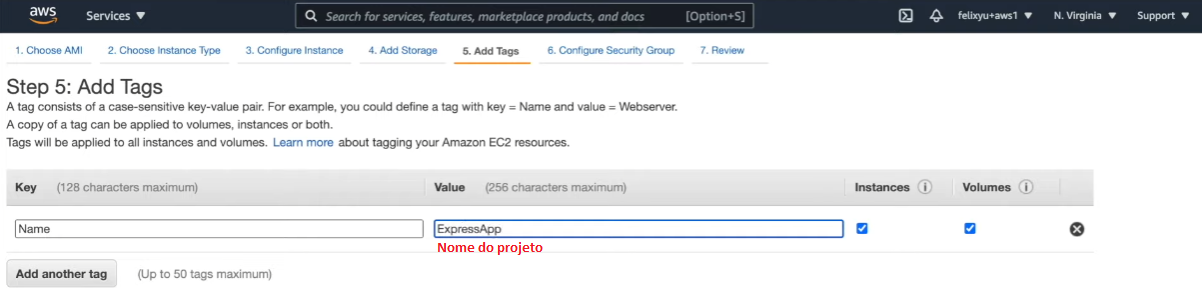 aws Services Search for services, features, marketplace products, and docs [Option+S] felixyu+aws1 N. Virginia Support
1. Choose AMI 2. Choose Instance Type 3. Configure Instance 4. Add Storage 5. Add Tags 6. Configure Security Group 7. Review
Step 5: Add Tags
A tag consists of a case-sensitive key-value pair. For example, you could define a tag with key = Name and value = Webserver.
A copy of a tag can be applied to volumes, instances or both.
Tags will be applied to all instances and volumes. Learn more about tagging your Amazon EC2 resources.
Key (128 characters maximum) Value (256 characters maximum) Instances i Volumes i
Name ExpressApp
Nome do projeto
Add another tag (Up to 50 tags maximum)